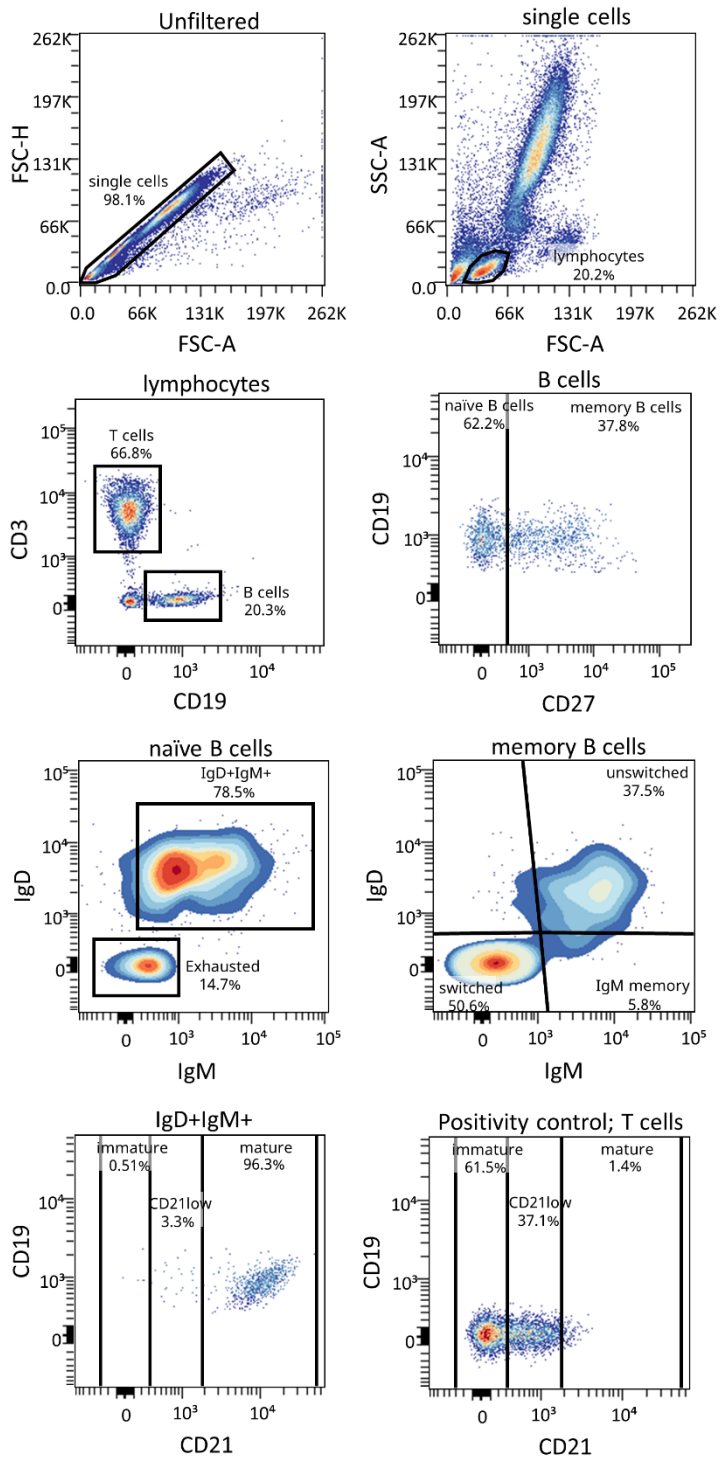 Unfiltered
262K
197K
131K
66K
0.0
FSC-H
single cells
98.1%
0.0
66K
131K
197K
262K
FSC-A
single cells
262K
197K
131K
66K
0.0
SSC-A
lymphocytes
20.2%
0.0
66K
131K
197K
262K
FSC-A
lymphocytes
10⁵
10⁴
10³
0
CD3
T cells
66.8%
B cells
20.3%
0
10³
10⁴
CD19
B cells
naïve B cells
62.2%
memory B cells
37.8%
10⁴
10³
0
CD19
0
10³
10⁴
10⁵
CD27
naïve B cells
IgD+IgM+
78.5%
10⁵
10⁴
10³
0
IgD
Exhausted
14.7%
0
10³
10⁴
10⁵
IgM
memory B cells
unswitched
37.5%
10⁵
10⁴
10³
0
IgD
switched
50.6%
IgM memory
5.8%
0
10³
10⁴
10⁵
IgM
IgD+IgM+
immature
0.51%
mature
96.3%
CD21low
3.3%
10⁴
10³
0
CD19
0
10³
10⁴
CD21
Positivity control; T cells
immature
61.5%
mature
1.4%
CD21low
37.1%
10⁴
10³
0
CD19
0
10³
10⁴
CD21